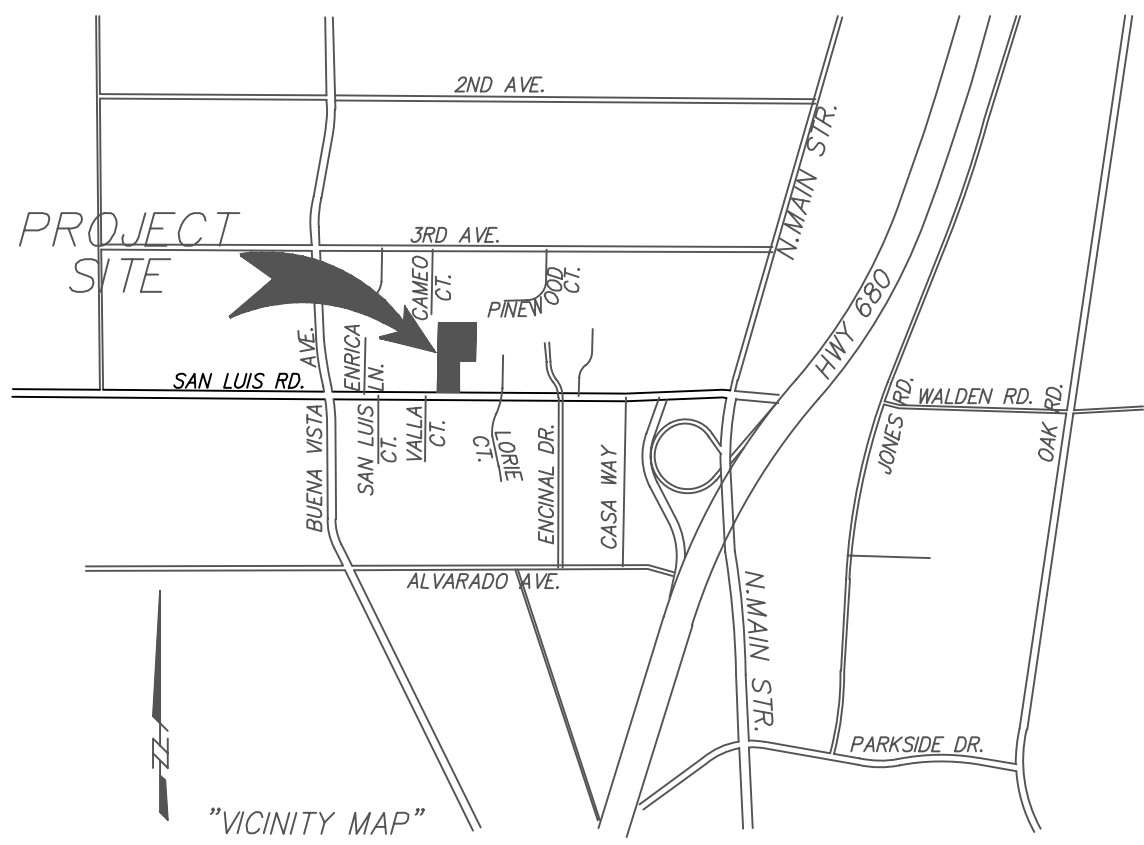 2ND AVE.
N.MAIN STR.
PROJECT
SITE
3RD AVE.
CAMEO
CT.
PINEWOOD
CT.
HWY 680
BUENA VISTA AVE.
ENRICA
LN.
SAN LUIS RD.
WALDEN RD.
JONES RD.
OAK RD.
SAN LUIS
CT.
VALLA
CT.
LORIE
CT.
ENCINAL DR.
CASA WAY
ALVARADO AVE.
N.MAIN STR.
PARKSIDE DR.
N
"VICINITY MAP"